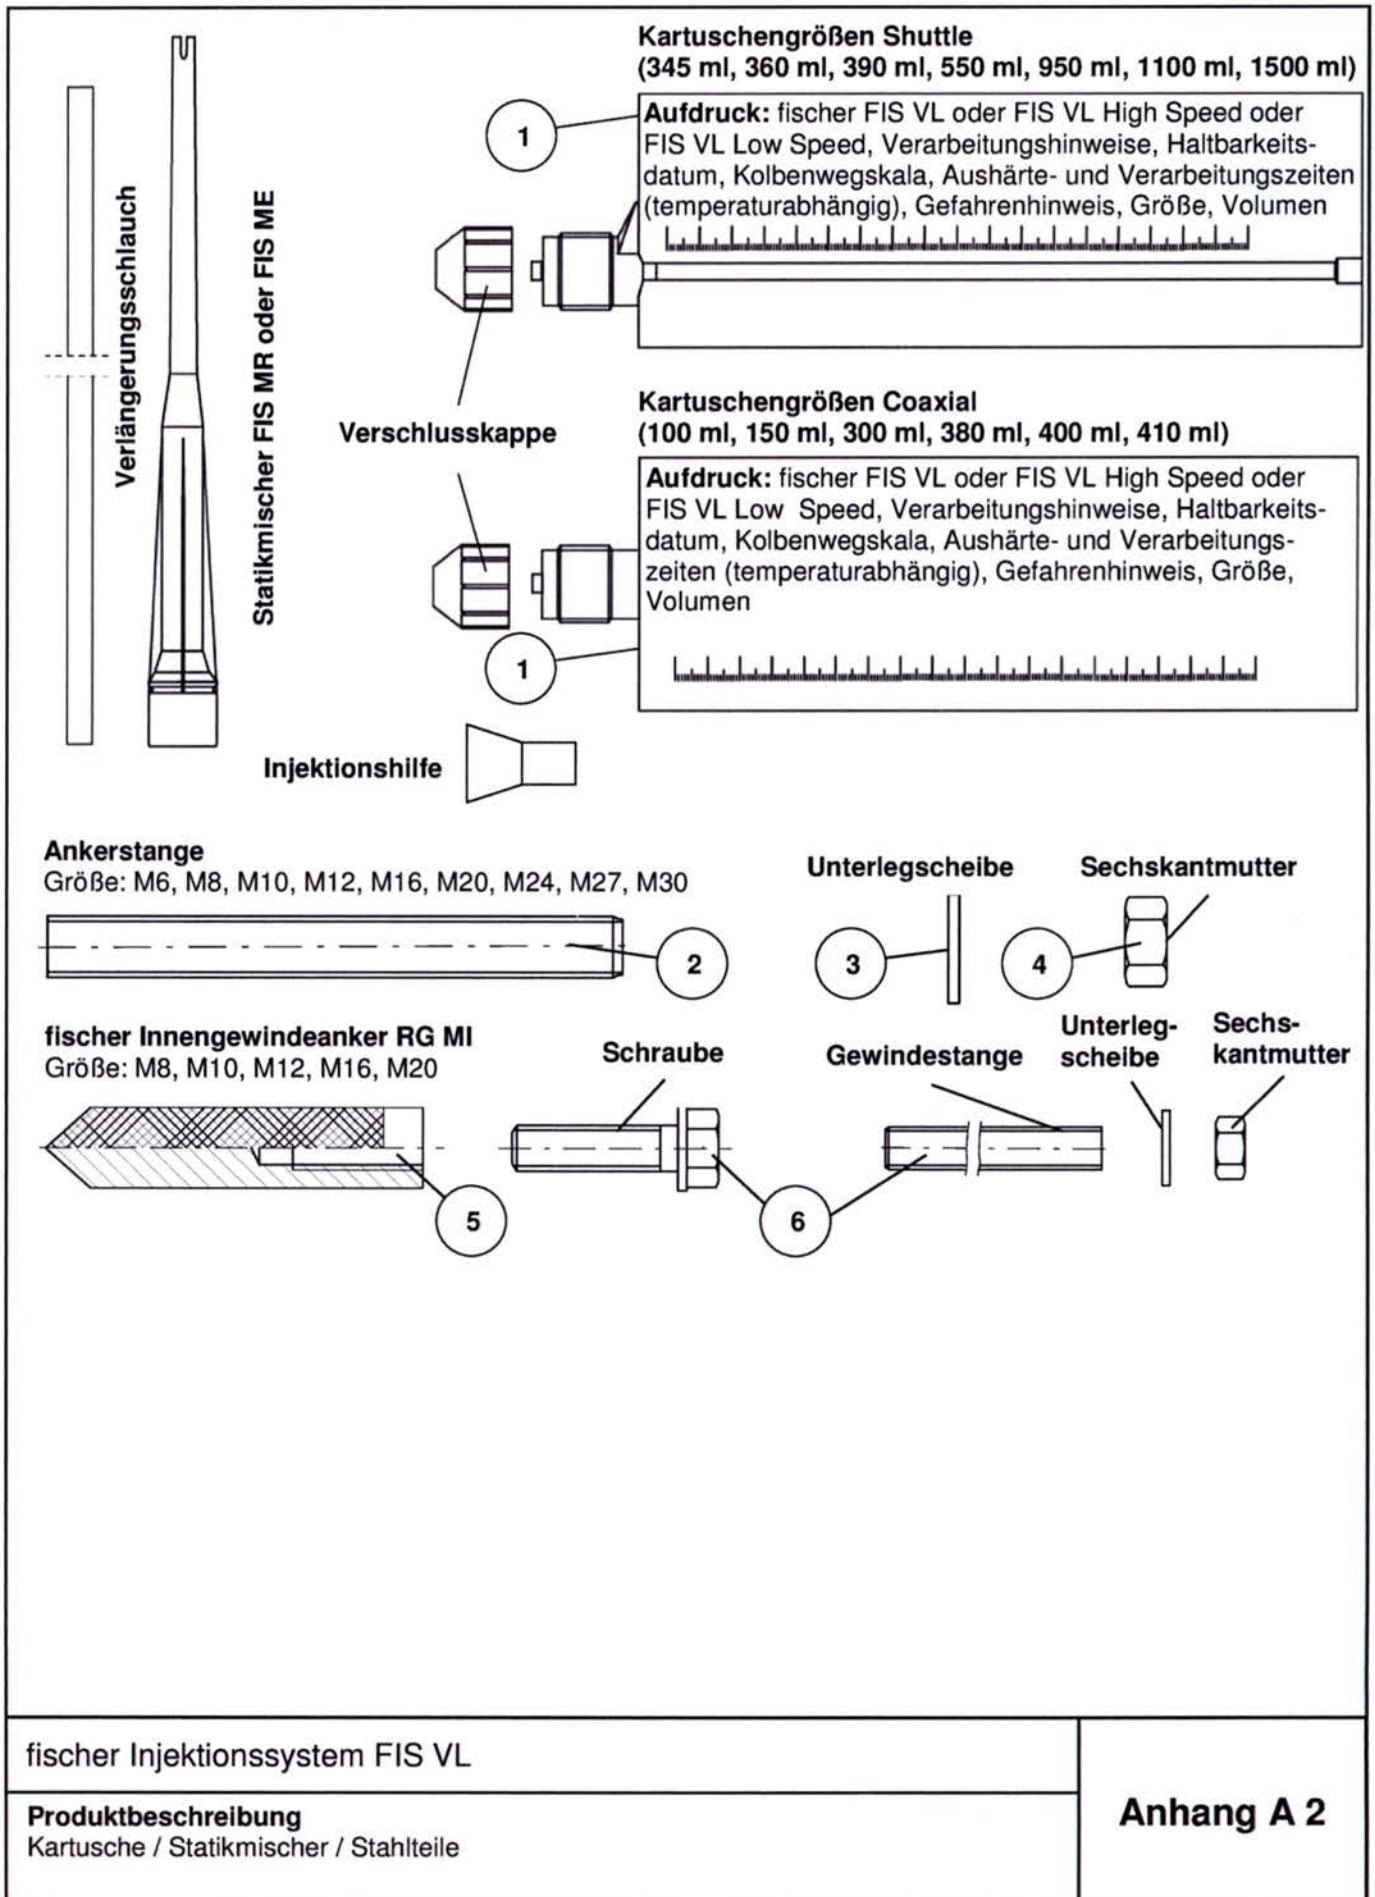 Kartuschengrößen Shuttle
(345 ml, 360 ml, 390 ml, 550 ml, 950 ml, 1100 ml, 1500 ml)
1
Aufdruck: fischer FIS VL oder FIS VL High Speed oder
FIS VL Low Speed, Verarbeitungshinweise, Haltbarkeits-
datum, Kolbenwegskala, Aushärte- und Verarbeitungszeiten
(temperaturabhängig), Gefahrenhinweis, Größe, Volumen
Verlängerungsschlauch
Statikmischer FIS MR oder FIS ME
Verschlusskappe
Kartuschengrößen Coaxial
(100 ml, 150 ml, 300 ml, 380 ml, 400 ml, 410 ml)
Aufdruck: fischer FIS VL oder FIS VL High Speed oder
FIS VL Low Speed, Verarbeitungshinweise, Haltbarkeits-
datum, Kolbenwegskala, Aushärte- und Verarbeitungs-
zeiten (temperaturabhängig), Gefahrenhinweis, Größe,
Volumen
1
Injektionshilfe
Ankerstange
Größe: M6, M8, M10, M12, M16, M20, M24, M27, M30
Unterlegscheibe
Sechskantmutter
2
3
4
fischer Innengewindeanker RG MI
Größe: M8, M10, M12, M16, M20
Schraube
Gewindestange
Unterleg-
scheibe
Sechs-
kantmutter
5
6
fischer Injektionssystem FIS VL
Produktbeschreibung
Kartusche / Statikmischer / Stahlteile
Anhang A 2